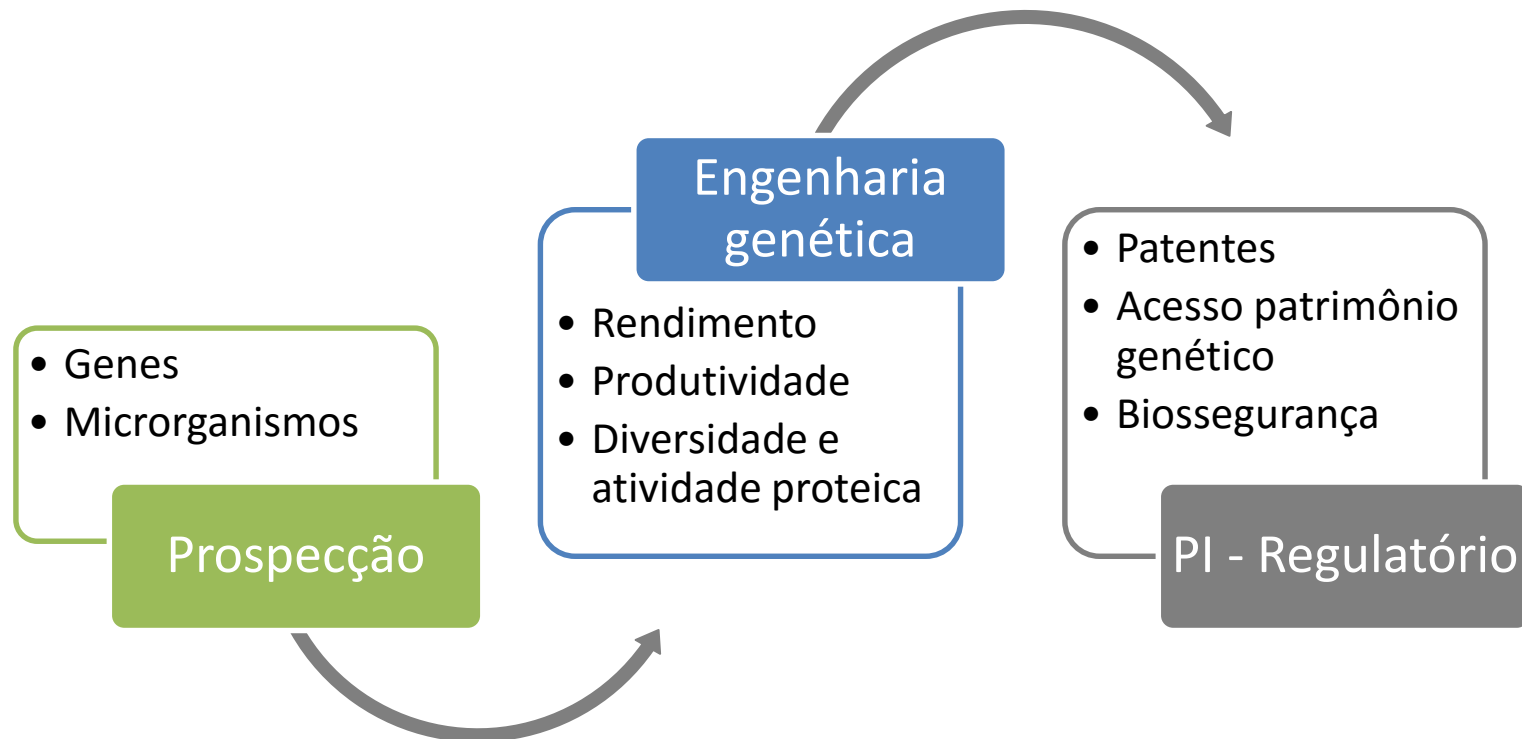 • Genes
• Microrganismos
Prospecção
Engenharia
genética
• Rendimento
• Produtividade
• Diversidade e
atividade proteica
• Patentes
• Acesso patrimônio
genético
• Biossegurança
PI - Regulatório